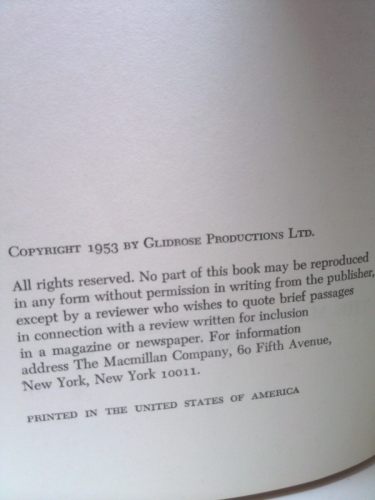 Copyright 1953 by Glidrose Productions Ltd.
All rights reserved. No part of this book may be reproduced
in any form without permission in writing from the publisher,
except by a reviewer who wishes to quote brief passages
in connection with a review written for inclusion
in a magazine or newspaper. For information
address The Macmillan Company, 60 Fifth Avenue,
New York, New York 10011.
PRINTED IN THE UNITED STATES OF AMERICA